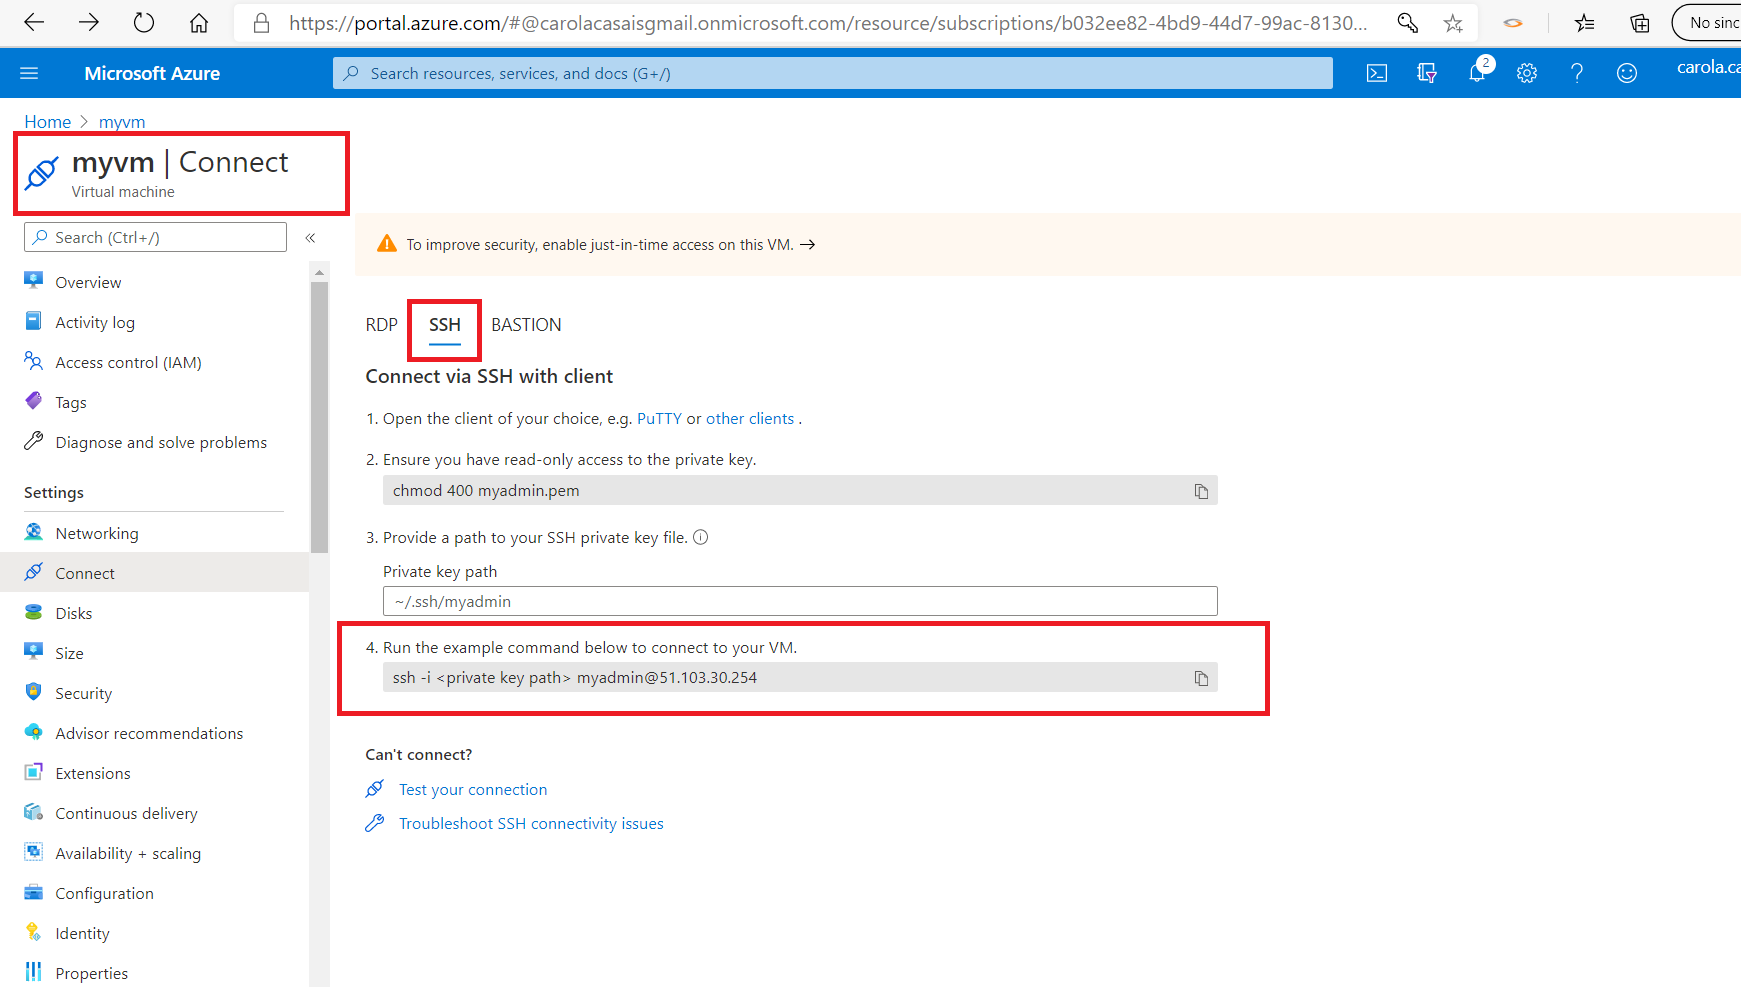 https://portal.azure.com/#@carolacasaisgmail.onmicrosoft.com/resource/subscriptions/b032ee82-4bd9-44d7-99ac-8130...
No sinc
Microsoft Azure
Search resources, services, and docs (G+/)
2
carola.ca
Home > myvm
myvm | Connect
Virtual machine
Search (Ctrl+/)
«
To improve security, enable just-in-time access on this VM. →
Overview
Activity log
Access control (IAM)
Tags
Diagnose and solve problems
Settings
Networking
Connect
Disks
Size
Security
Advisor recommendations
Extensions
Continuous delivery
Availability + scaling
Configuration
Identity
Properties
RDP SSH BASTION
Connect via SSH with client
1. Open the client of your choice, e.g. PuTTY or other clients .
2. Ensure you have read-only access to the private key.
chmod 400 myadmin.pem
3. Provide a path to your SSH private key file.
Private key path
~/.ssh/myadmin
4. Run the example command below to connect to your VM.
ssh -i <private key path> myadmin@51.103.30.254
Can't connect?
Test your connection
Troubleshoot SSH connectivity issues